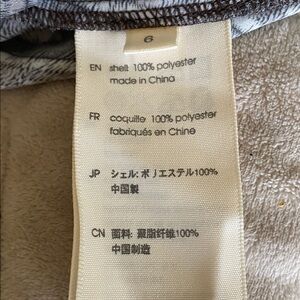 6
EN shell: 100% polyester
made in China
FR coquille: 100% polyester
fabriqués en Chine
JP シェル: ポリエステル100%
中国製
CN 面料: 聚脂纤维100%
中国制造